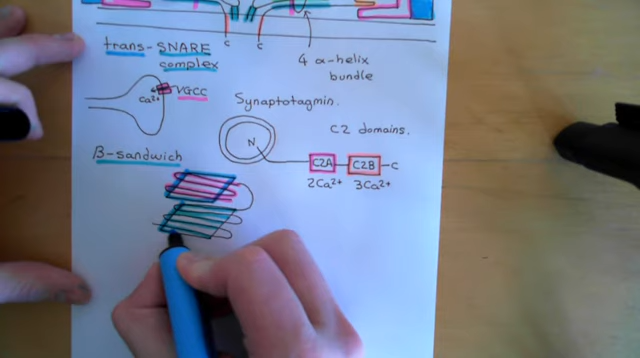 c c
trans-SNARE
complex
4 α-helix
bundle
Ca²⁺
VGCC
Synaptotagmin.
C2 domains.
N
C2A
C2B
-C
2Ca²⁺
3Ca²⁺
β-sandwich